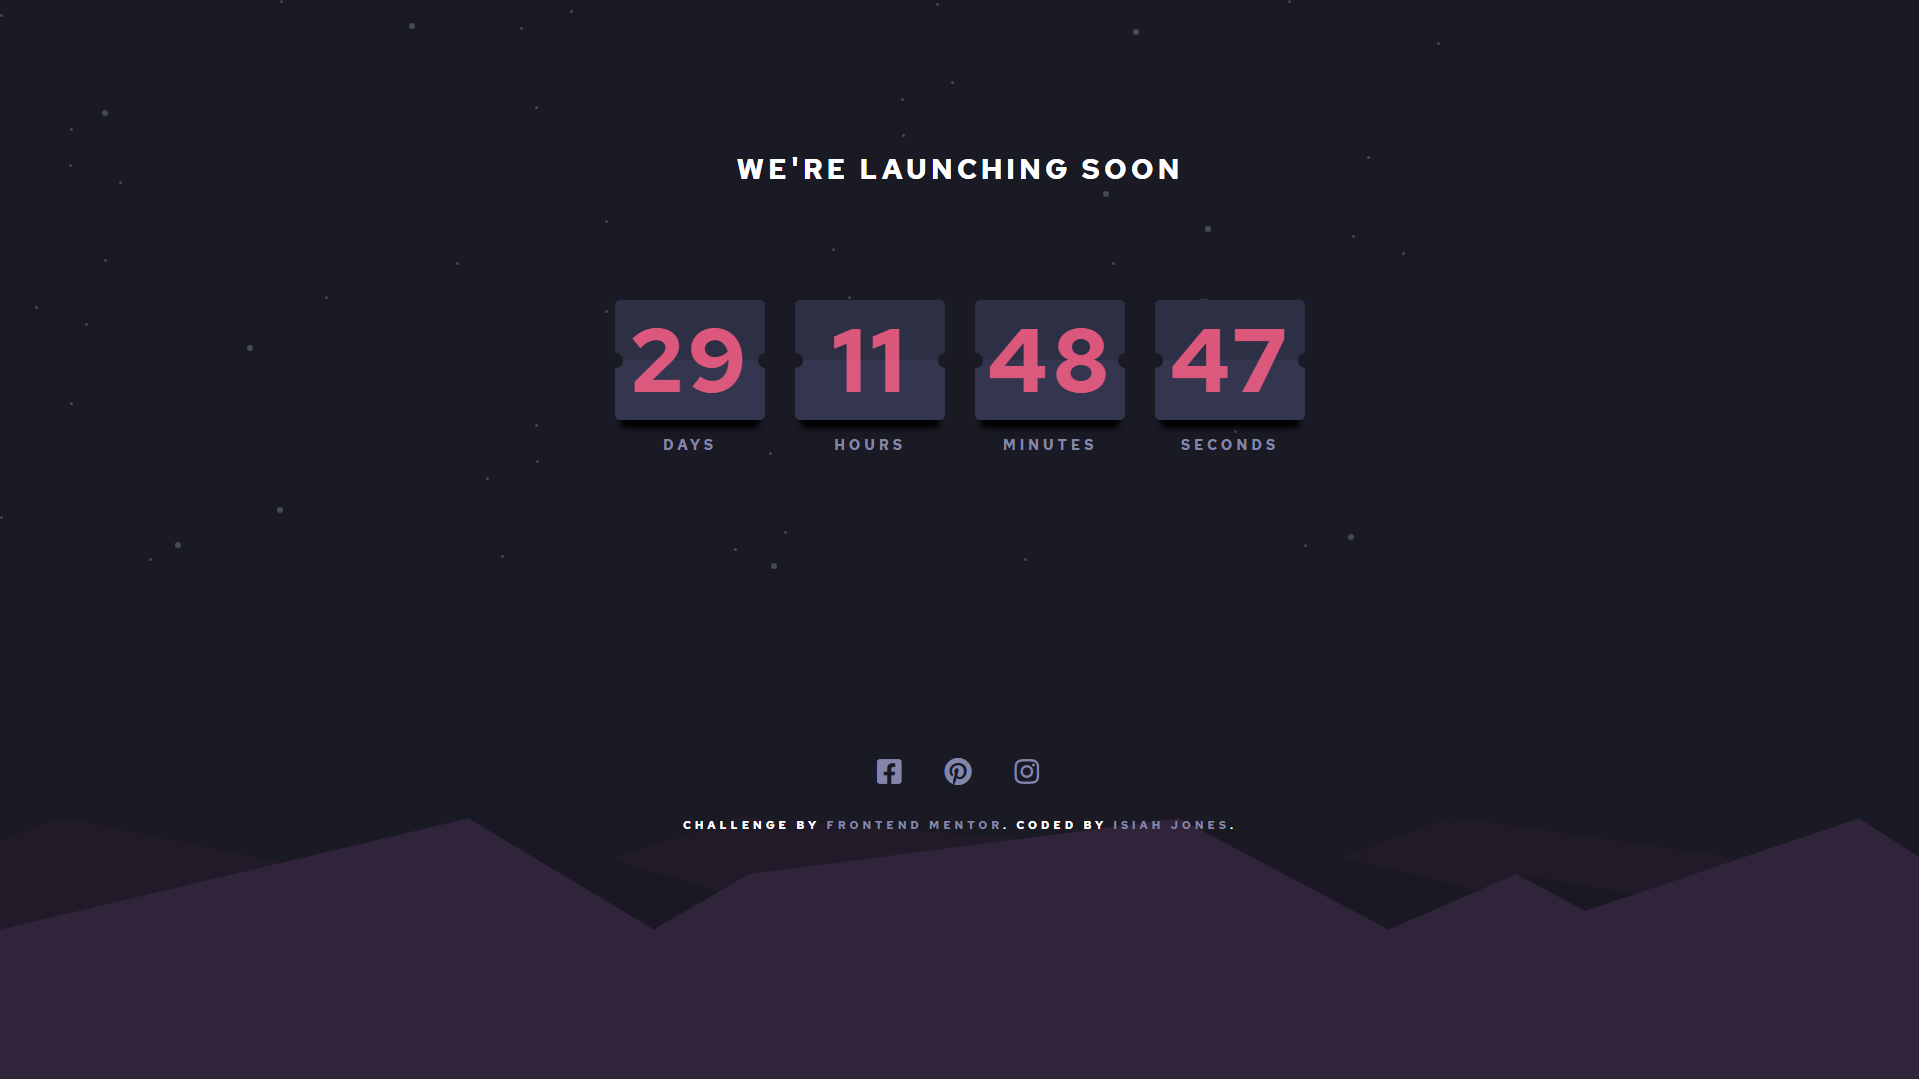 WE'RE LAUNCHING SOON
29 11 48 47
DAYS HOURS MINUTES SECONDS
CHALLENGE BY FRONTEND MENTOR. CODED BY ISIAH JONES.